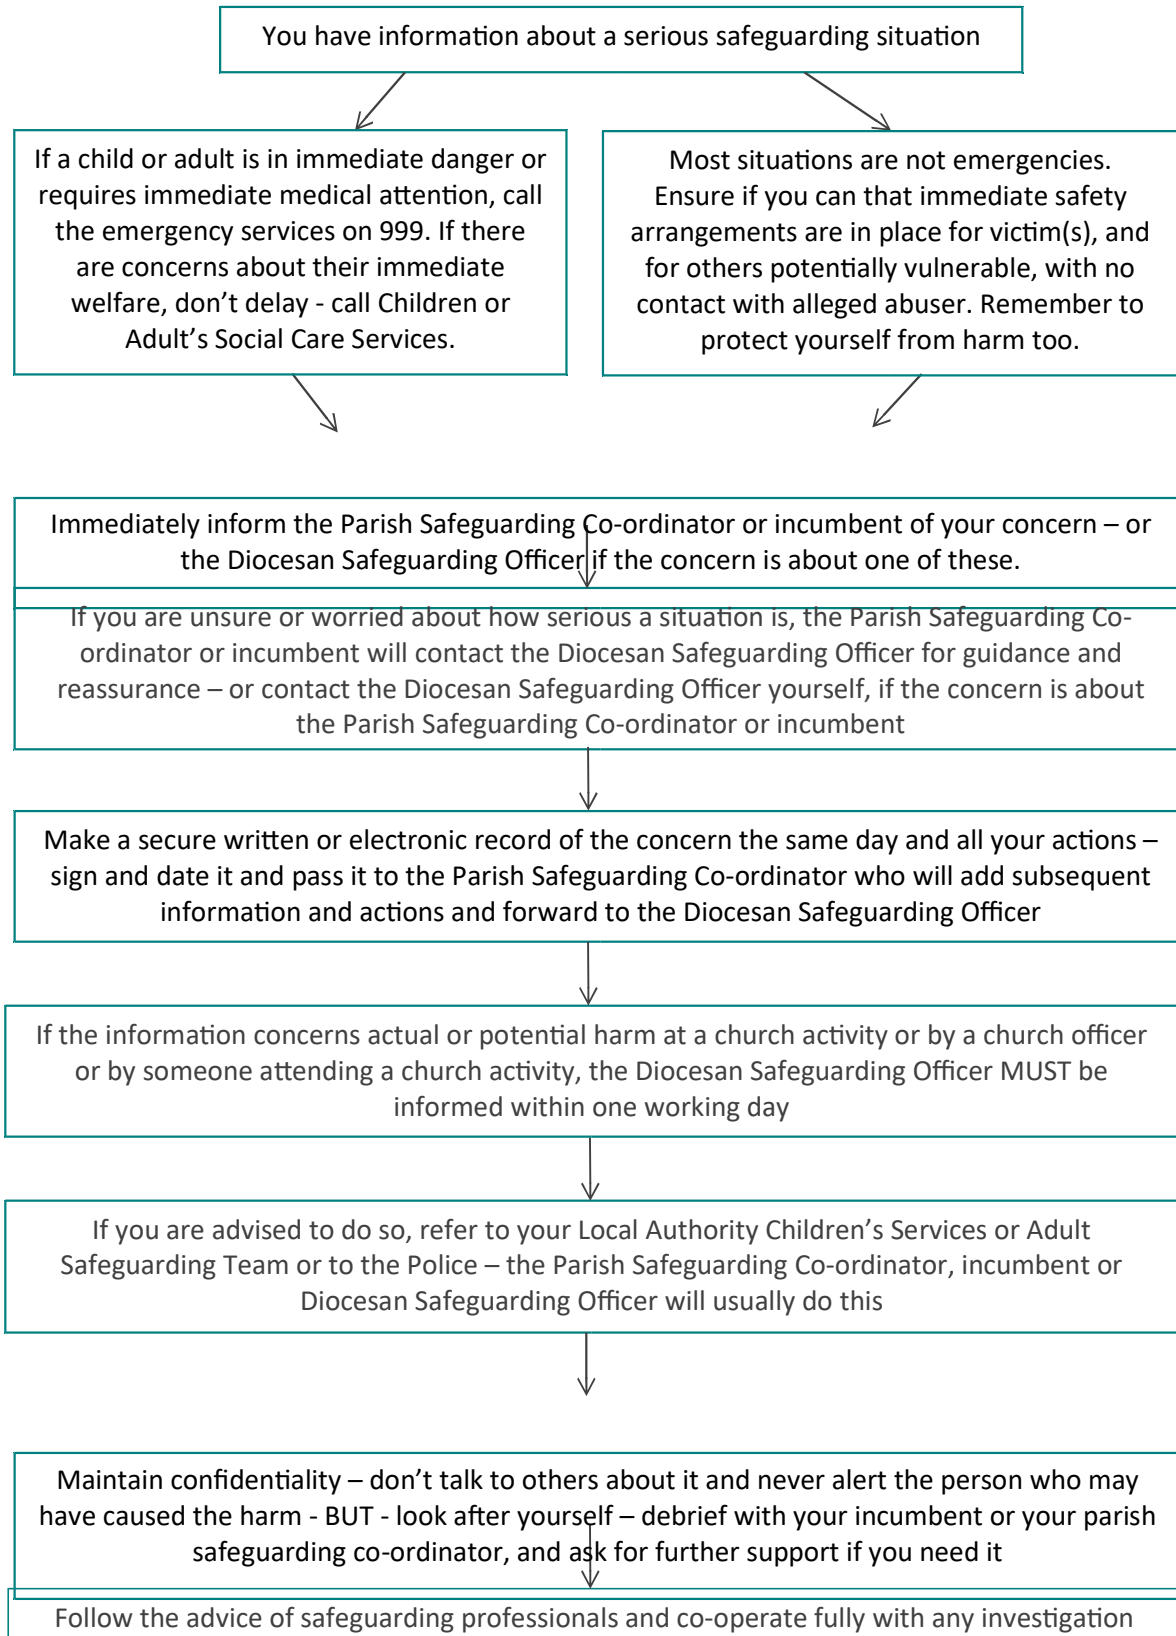 You have information about a serious safeguarding situation
If a child or adult is in immediate danger or
requires immediate medical attention, call
the emergency services on 999. If there
are concerns about their immediate
welfare, don’t delay - call Children or
Adult’s Social Care Services.
Most situations are not emergencies.
Ensure if you can that immediate safety
arrangements are in place for victim(s), and
for others potentially vulnerable, with no
contact with alleged abuser. Remember to
protect yourself from harm too.
Immediately inform the Parish Safeguarding Co-ordinator or incumbent of your concern – or
the Diocesan Safeguarding Officer if the concern is about one of these.
If you are unsure or worried about how serious a situation is, the Parish Safeguarding Co-
ordinator or incumbent will contact the Diocesan Safeguarding Officer for guidance and
reassurance – or contact the Diocesan Safeguarding Officer yourself, if the concern is about
the Parish Safeguarding Co-ordinator or incumbent
Make a secure written or electronic record of the concern the same day and all your actions –
sign and date it and pass it to the Parish Safeguarding Co-ordinator who will add subsequent
information and actions and forward to the Diocesan Safeguarding Officer
If the information concerns actual or potential harm at a church activity or by a church officer
or by someone attending a church activity, the Diocesan Safeguarding Officer MUST be
informed within one working day
If you are advised to do so, refer to your Local Authority Children’s Services or Adult
Safeguarding Team or to the Police – the Parish Safeguarding Co-ordinator, incumbent or
Diocesan Safeguarding Officer will usually do this
Maintain confidentiality – don’t talk to others about it and never alert the person who may
have caused the harm - BUT - look after yourself – debrief with your incumbent or your parish
safeguarding co-ordinator, and ask for further support if you need it
Follow the advice of safeguarding professionals and co-operate fully with any investigation